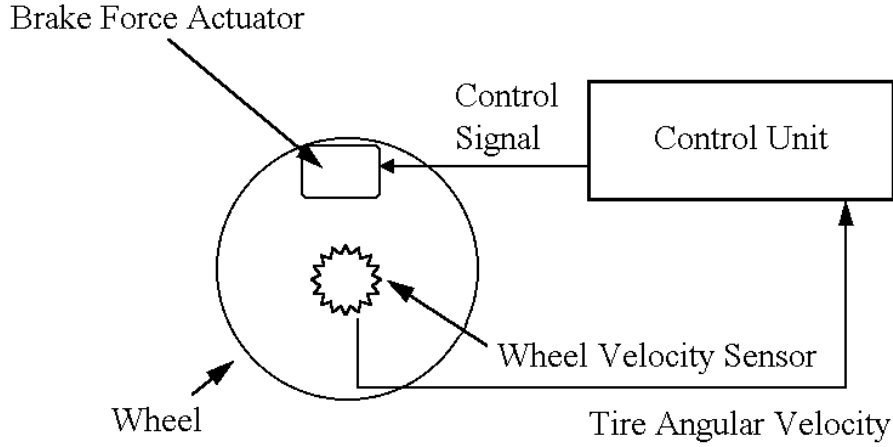 Brake Force Actuator
Control
Signal
Control Unit
Wheel Velocity Sensor
Wheel
Tire Angular Velocity